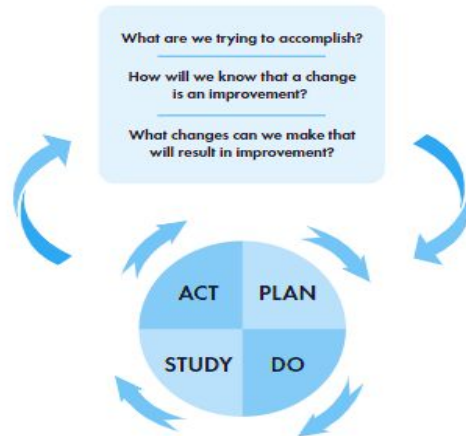 What are we trying to accomplish?
How will we know that a change
is an improvement?
What changes can we make that
will result in improvement?
ACT PLAN
STUDY DO